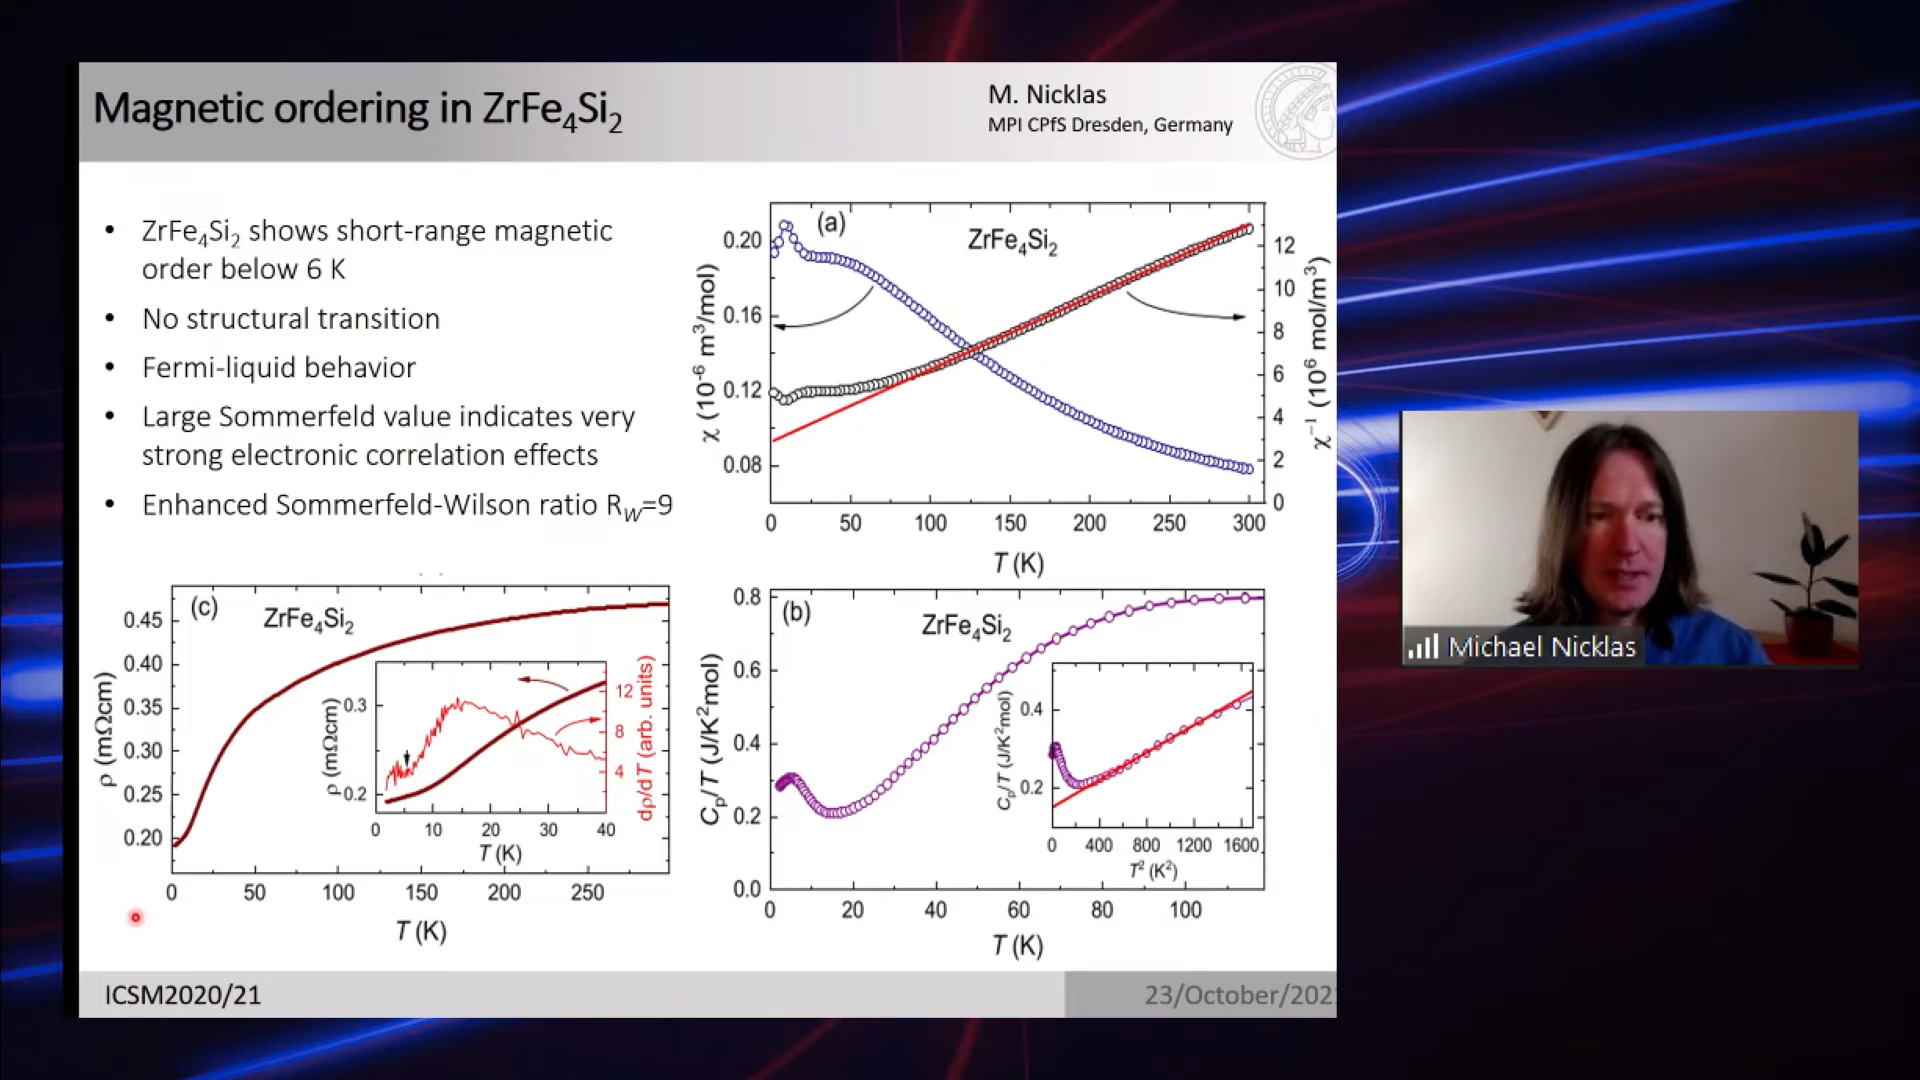 Magnetic ordering in ZrFe₄Si₂
M. Nicklas
MPI CPfS Dresden, Germany
• ZrFe₄Si₂ shows short-range magnetic
order below 6 K
• No structural transition
• Fermi-liquid behavior
• Large Sommerfeld value indicates very
strong electronic correlation effects
• Enhanced Sommerfeld-Wilson ratio R_W=9
(a)
ZrFe₄Si₂
χ (10⁻⁶ m³/mol)
0.20
0.16
0.12
0.08
12
10
8
6
4
2
0
χ⁻¹ (10⁶ mol/m³)
0 50 100 150 200 250 300
T (K)
(c)
ZrFe₄Si₂
ρ (mΩcm)
0.45
0.40
0.35
0.30
0.25
0.20
ρ (mΩcm)
0.3
0.2
12
8
4
dρ/dT (arb. units)
0 10 20 30 40
T (K)
0 50 100 150 200 250
T (K)
(b)
ZrFe₄Si₂
Cₚ/T (J/K²mol)
0.8
0.6
0.4
0.2
0.0
Cₚ/T (J/K²mol)
0.4
0.2
0 400 800 1200 1600
T² (K²)
0 20 40 60 80 100
T (K)
Michael Nicklas
ICSM2020/21
23/October/202